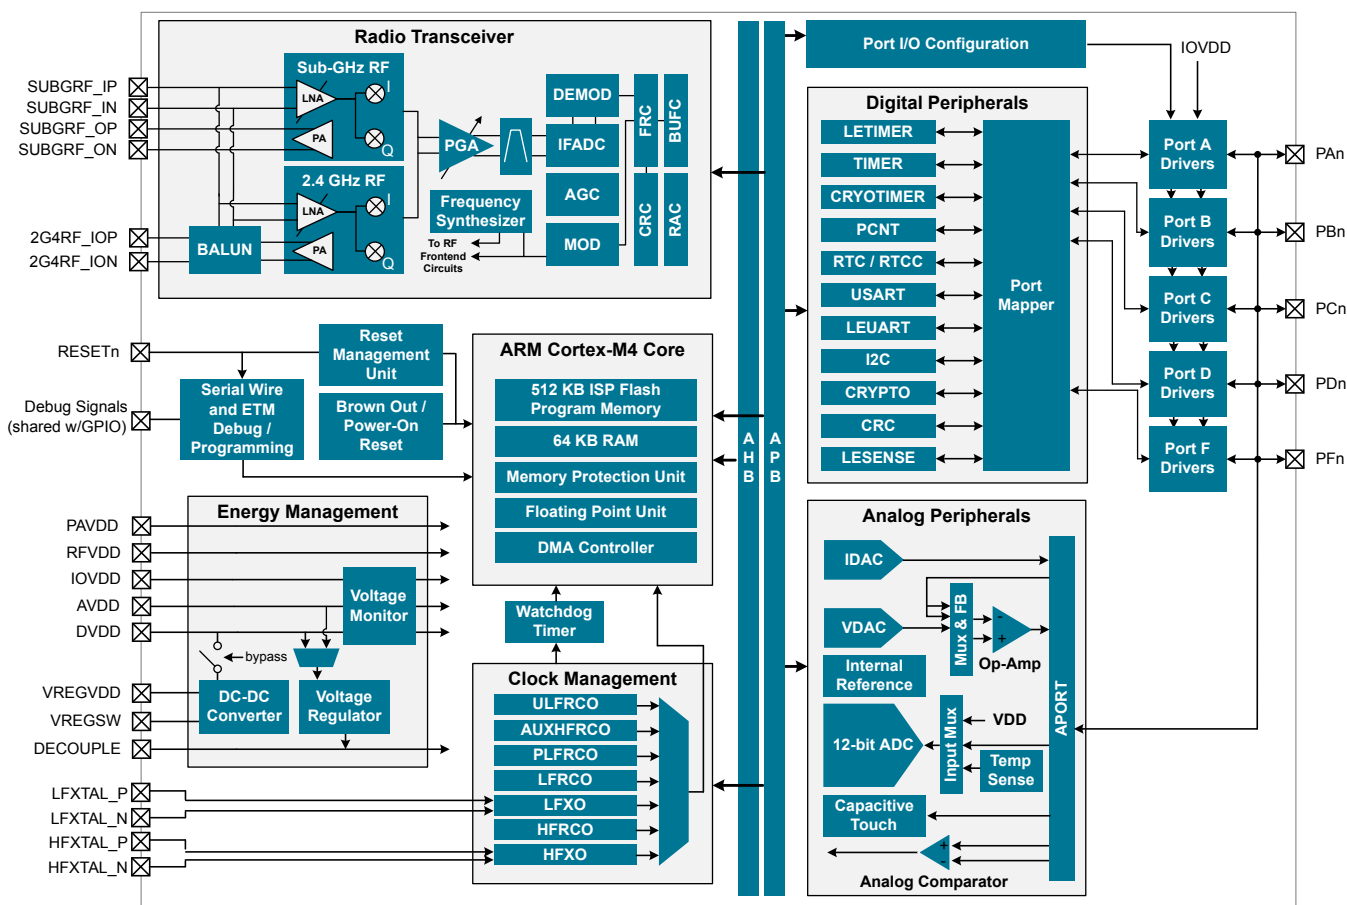 Radio Transceiver
SUBGRF_IP
SUBGRF_IN
SUBGRF_OP
SUBGRF_ON
2G4RF_IOP
2G4RF_ION
Sub-GHz RF
LNA
I
PA
Q
2.4 GHz RF
LNA
I
PA
Q
BALUN
PGA
Frequency
Synthesizer
To RF
Frontend
Circuits
DEMOD
IFADC
AGC
MOD
FRC
BUFC
CRC
RAC
RESETn
Debug Signals
(shared w/GPIO)
Reset
Management
Unit
Serial Wire
and ETM
Debug /
Programming
Brown Out /
Power-On
Reset
ARM Cortex-M4 Core
512 KB ISP Flash
Program Memory
64 KB RAM
Memory Protection Unit
Floating Point Unit
DMA Controller
Watchdog
Timer
Energy Management
PAVDD
RFVDD
IOVDD
AVDD
DVDD
VREGVDD
VREGSW
DECOUPLE
Voltage
Monitor
bypass
DC-DC
Converter
Voltage
Regulator
Clock Management
ULFRCO
AUXHFRCO
PLFRCO
LFRCO
LFXO
HFRCO
HFXO
LFXTAL_P
LFXTAL_N
HFXTAL_P
HFXTAL_N
AHB
APB
Port I/O Configuration
IOVDD
Digital Peripherals
LETIMER
TIMER
CRYOTIMER
PCNT
RTC / RTCC
USART
LEUART
I2C
CRYPTO
CRC
LESENSE
Port
Mapper
Port A
Drivers
Port B
Drivers
Port C
Drivers
Port D
Drivers
Port F
Drivers
PAn
PBn
PCn
PDn
PFn
Analog Peripherals
IDAC
VDAC
Mux & FB
-
+
Op-Amp
Internal
Reference
12-bit ADC
Input Mux
VDD
Temp
Sense
Capacitive
Touch
+
-
Analog Comparator
APORT